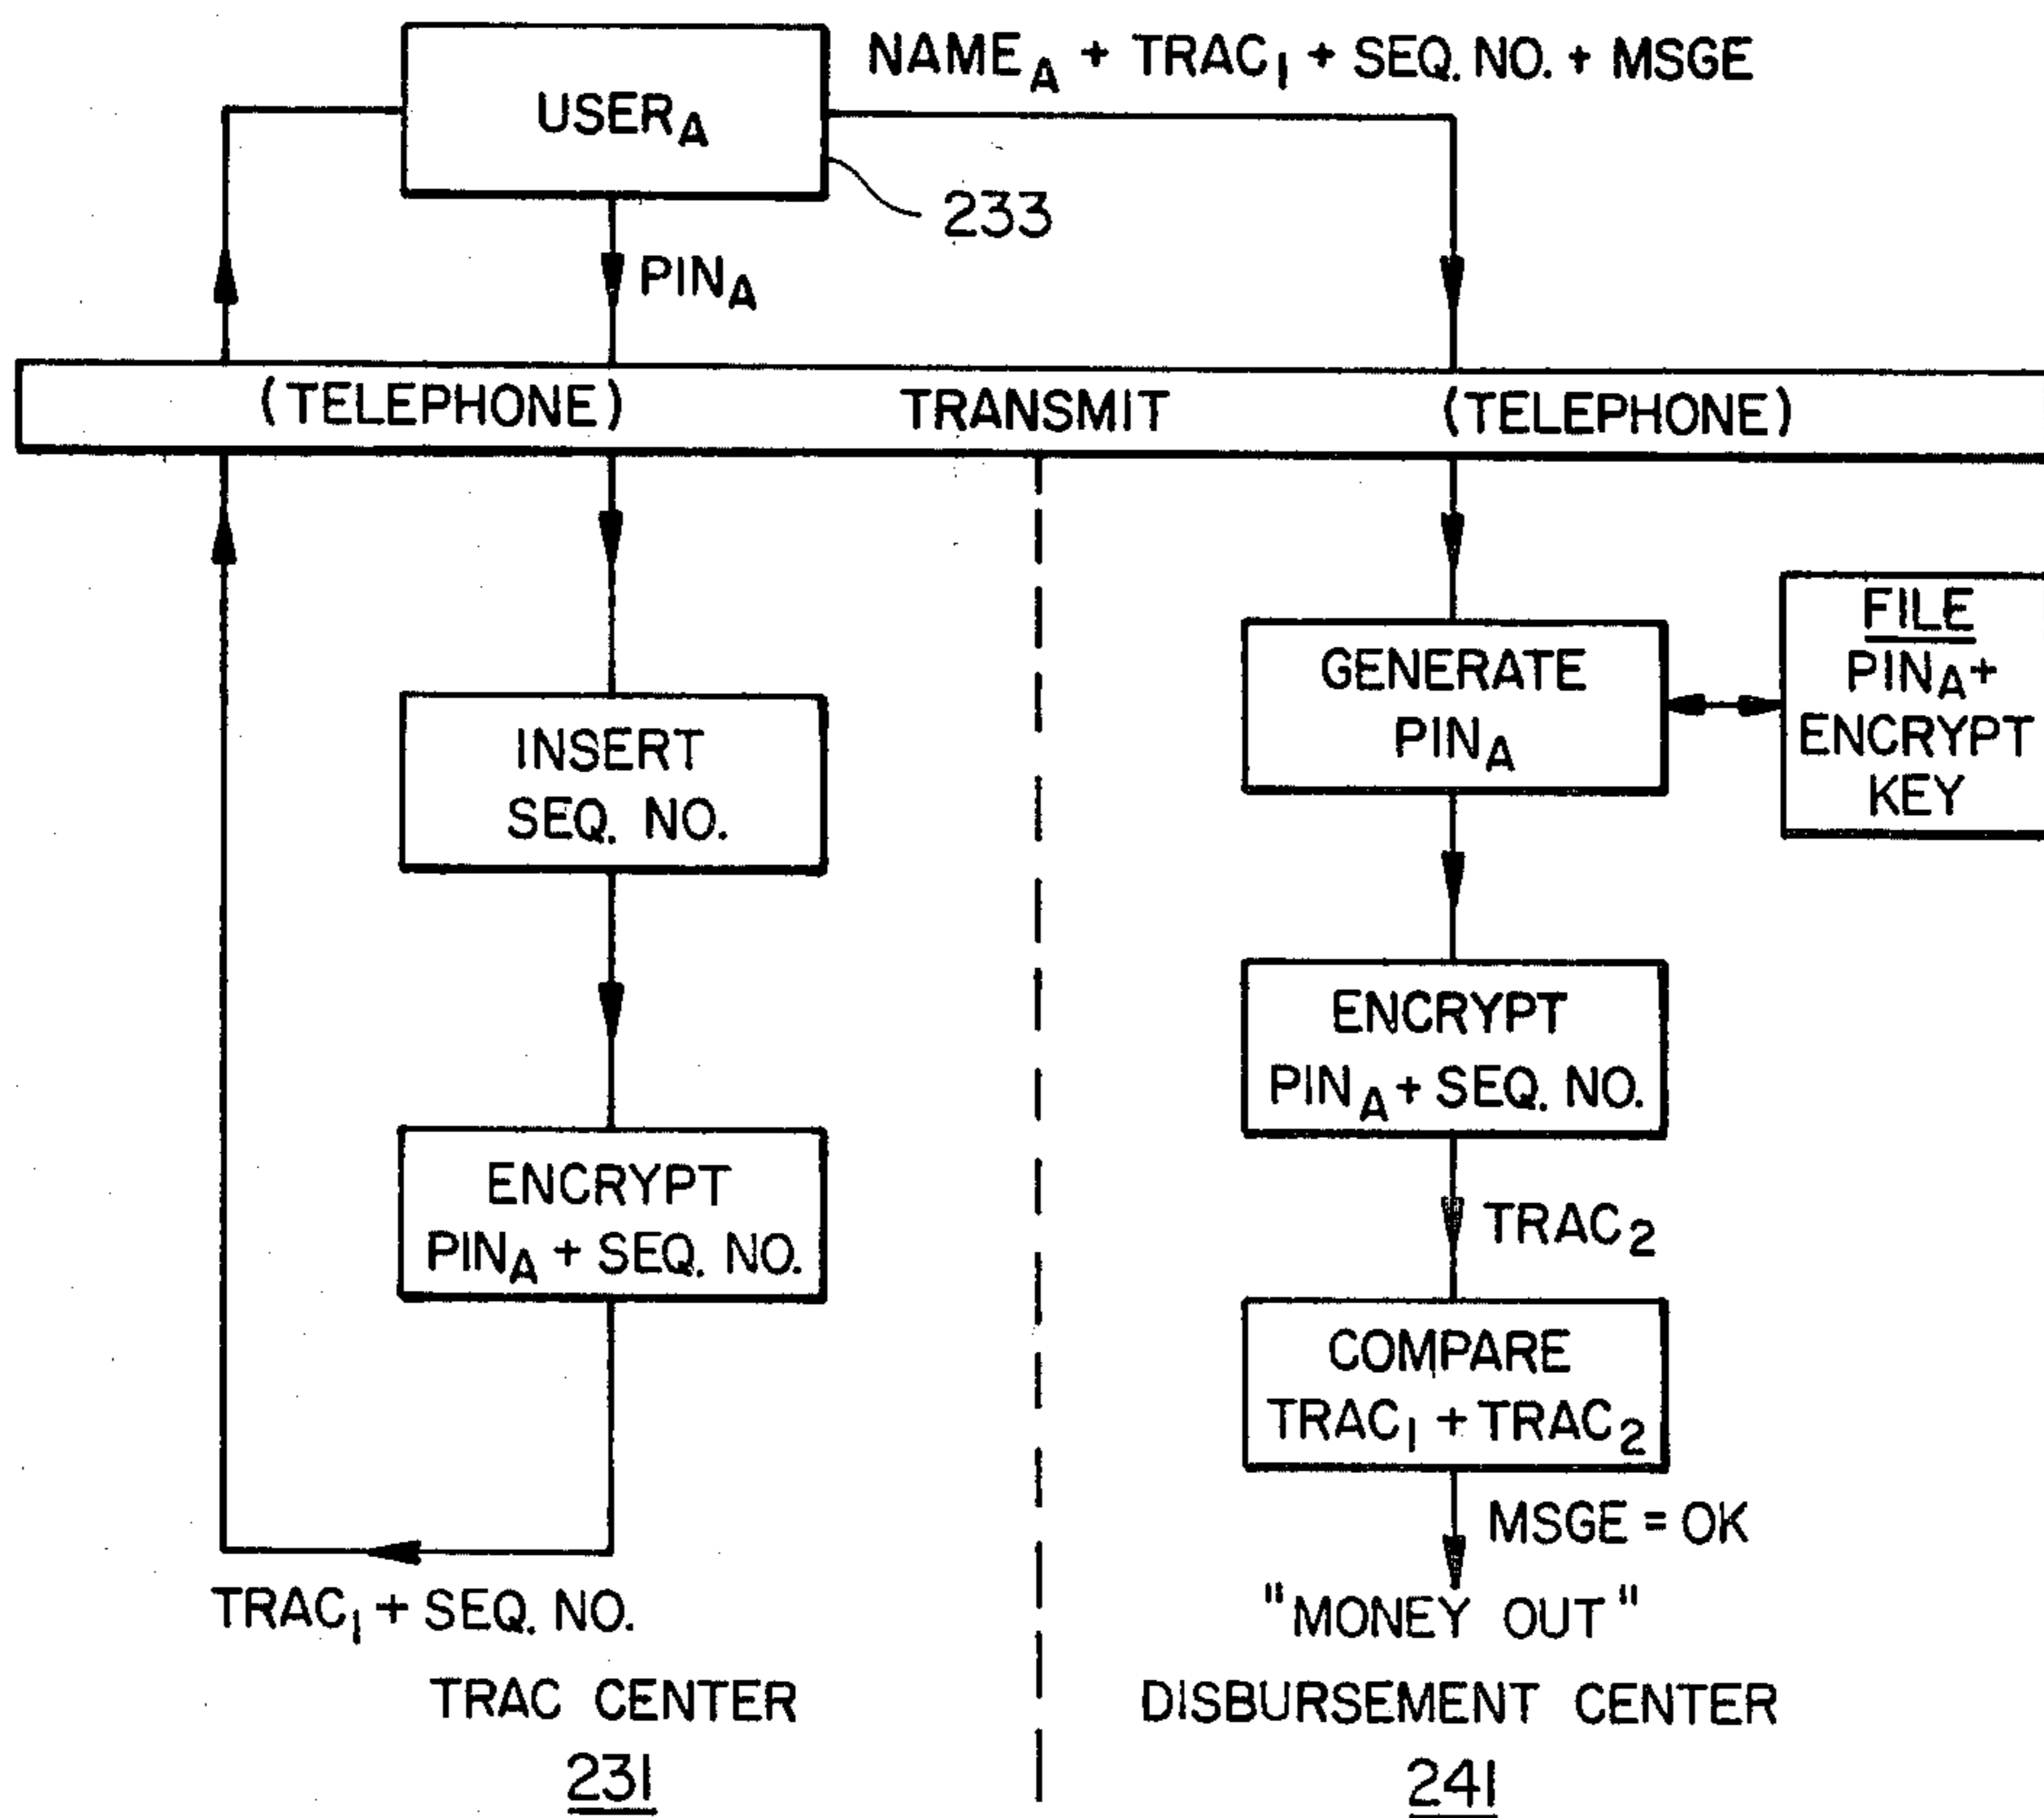 NAME_A + TRAC_1 + SEQ. NO. + MSGE
USER_A
233
PIN_A
(TELEPHONE) TRANSMIT (TELEPHONE)
INSERT
SEQ. NO.
ENCRYPT
PIN_A + SEQ. NO.
TRAC_1 + SEQ. NO.
TRAC CENTER
231
GENERATE
PIN_A
FILE
PIN_A +
ENCRYPT
KEY
ENCRYPT
PIN_A + SEQ. NO.
TRAC_2
COMPARE
TRAC_1 + TRAC_2
MSGE = OK
"MONEY OUT"
DISBURSEMENT CENTER
241